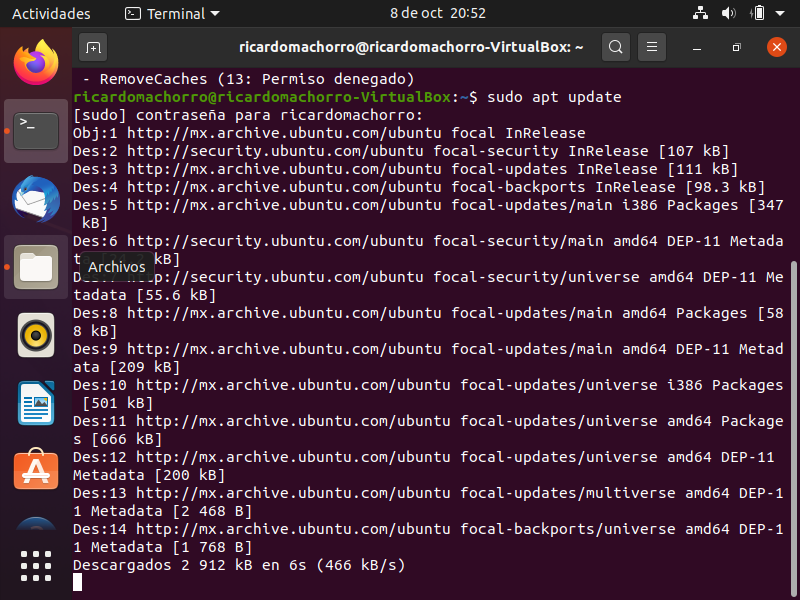 Actividades
Terminal
8 de oct 20:52
ricardomachorro@ricardomachorro-VirtualBox: ~
- RemoveCaches (13: Permiso denegado)
ricardomachorro@ricardomachorro-VirtualBox:~$ sudo apt update
[sudo] contraseña para ricardomachorro:
Obj:1 http://mx.archive.ubuntu.com/ubuntu focal InRelease
Des:2 http://security.ubuntu.com/ubuntu focal-security InRelease [107 kB]
Des:3 http://mx.archive.ubuntu.com/ubuntu focal-updates InRelease [111 kB]
Des:4 http://mx.archive.ubuntu.com/ubuntu focal-backports InRelease [98.3 kB]
Des:5 http://mx.archive.ubuntu.com/ubuntu focal-updates/main i386 Packages [347
kB]
Des:6 http://security.ubuntu.com/ubuntu focal-security/main amd64 DEP-11 Metada
kB]
Archivos
http://security.ubuntu.com/ubuntu focal-security/universe amd64 DEP-11 Me
tadata [55.6 kB]
Des:8 http://mx.archive.ubuntu.com/ubuntu focal-updates/main amd64 Packages [58
8 kB]
Des:9 http://mx.archive.ubuntu.com/ubuntu focal-updates/main amd64 DEP-11 Metad
ata [209 kB]
Des:10 http://mx.archive.ubuntu.com/ubuntu focal-updates/universe i386 Packages
[501 kB]
Des:11 http://mx.archive.ubuntu.com/ubuntu focal-updates/universe amd64 Package
s [666 kB]
Des:12 http://mx.archive.ubuntu.com/ubuntu focal-updates/universe amd64 DEP-11
Metadata [200 kB]
Des:13 http://mx.archive.ubuntu.com/ubuntu focal-updates/multiverse amd64 DEP-1
1 Metadata [2 468 B]
Des:14 http://mx.archive.ubuntu.com/ubuntu focal-backports/universe amd64 DEP-1
1 Metadata [1 768 B]
Descargados 2 912 kB en 6s (466 kB/s)